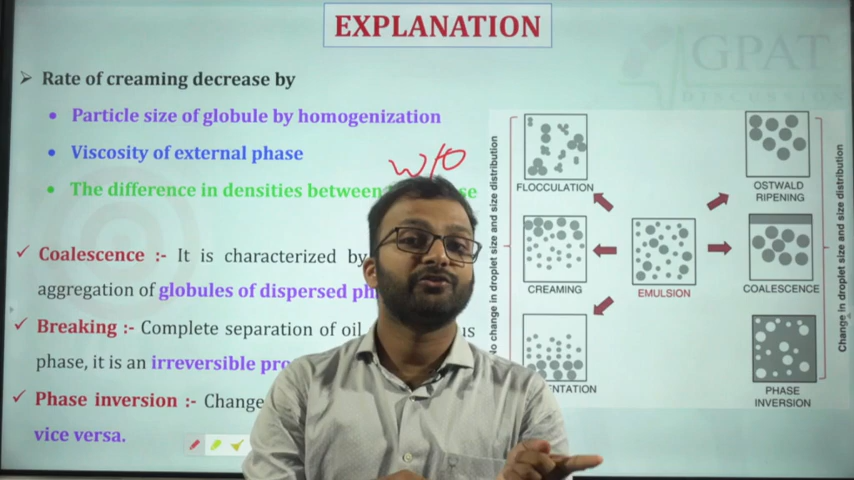 EXPLANATION
GPAT
DISCUSSION
Rate of creaming decrease by
Particle size of globule by homogenization
Viscosity of external phase
w/o
The difference in densities between
Coalescence :- It is characterized by
aggregation of globules of dispersed
Breaking :- Complete separation of oil
phase, it is an irreversible
Phase inversion :- Change
vice versa.
No change in droplet size and size distribution
FLOCCULATION
CREAMING
EMULSION
OSTWALD
RIPENING
COALESCENCE
PHASE
INVERSION
Change in droplet size and size distribution